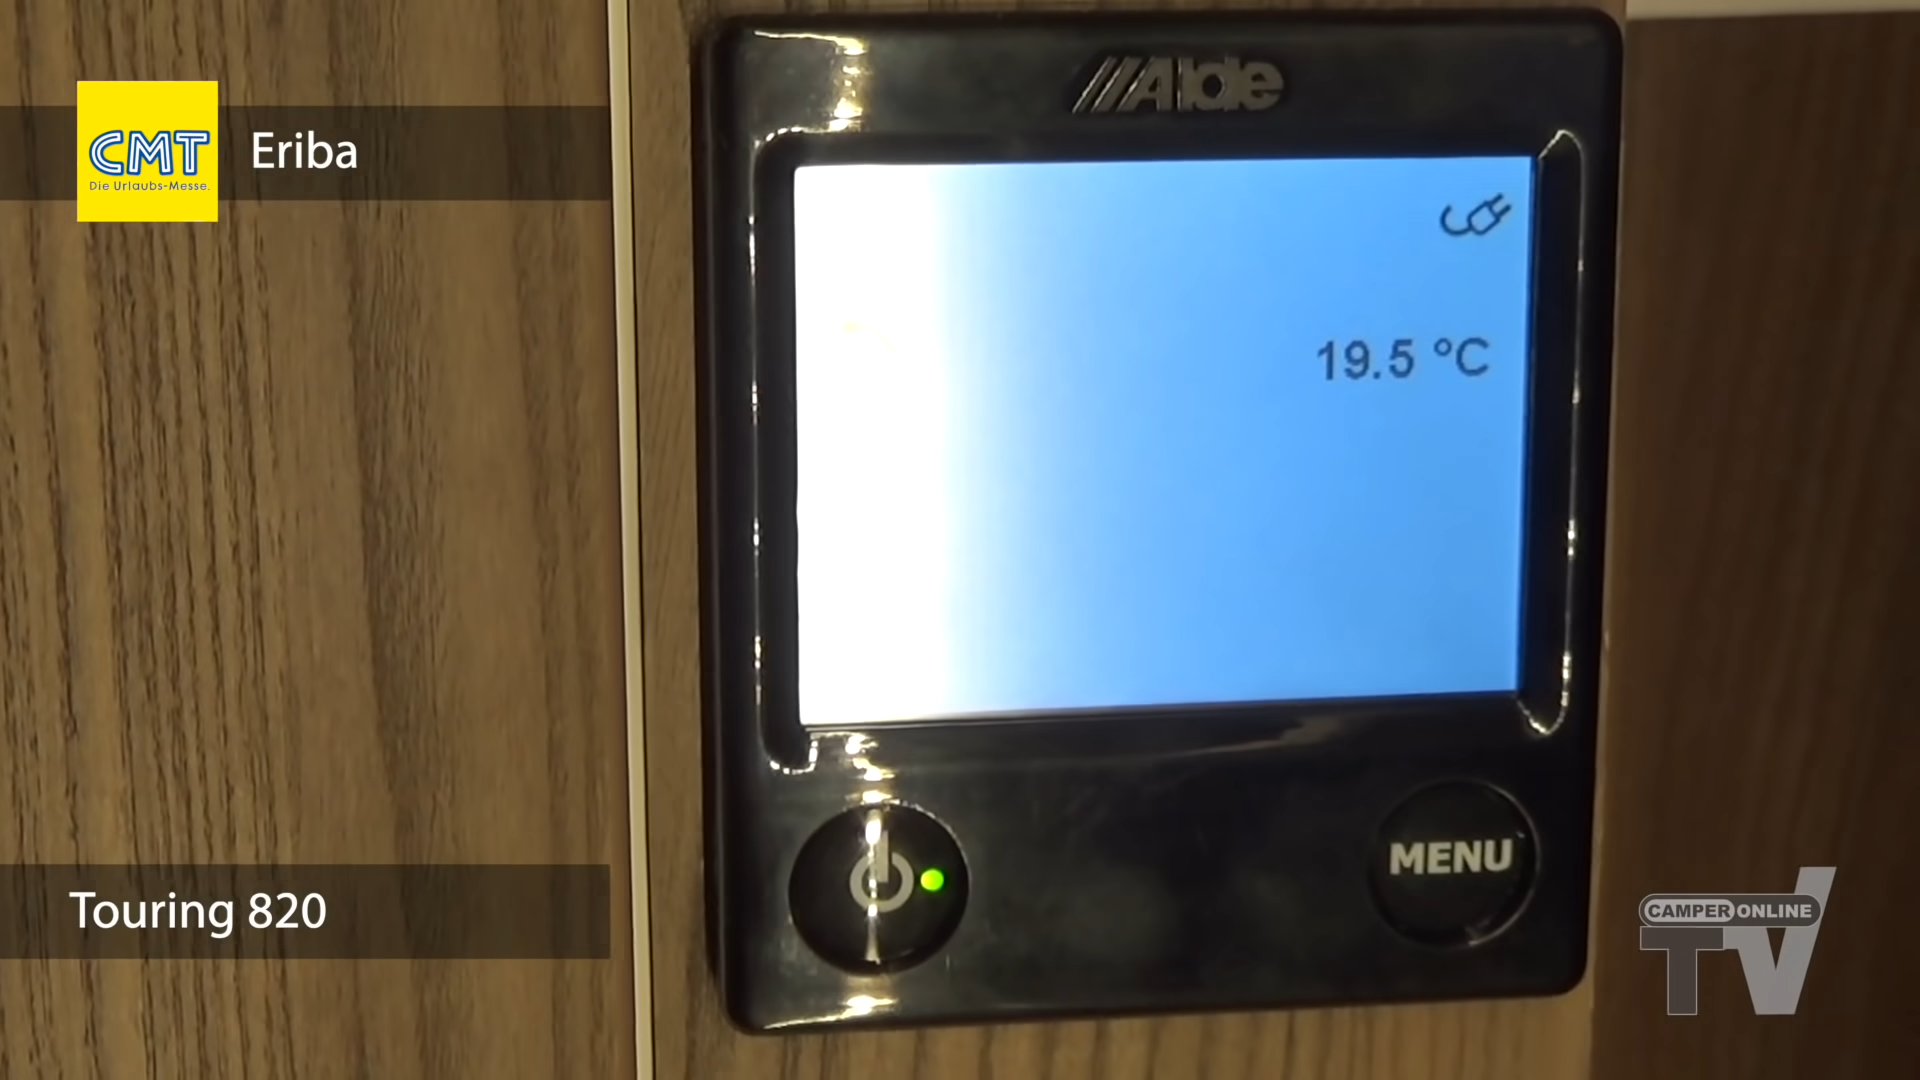 CMT
Die Urlaubs-Messe.
Eriba
Alde
19.5 °C
MENU
Touring 820
CAMPER ONLINE
TV